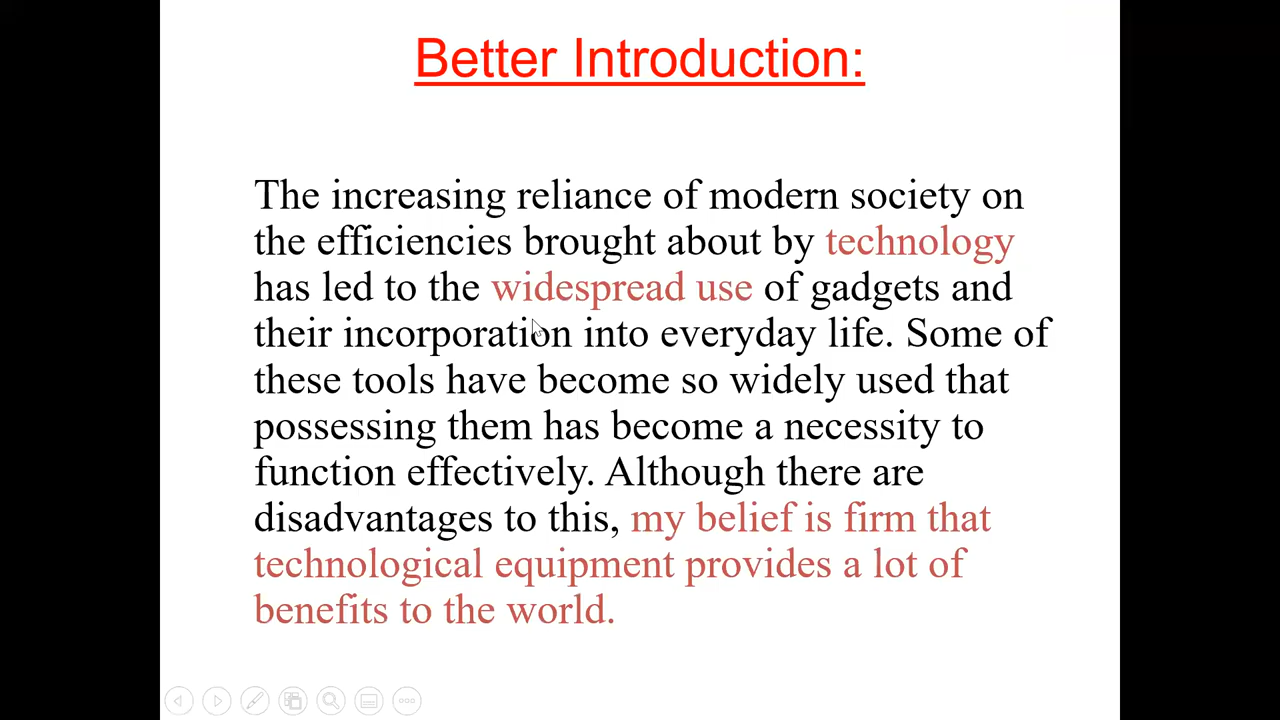 Better Introduction:
The increasing reliance of modern society on
the efficiencies brought about by technology
has led to the widespread use of gadgets and
their incorporation into everyday life. Some of
these tools have become so widely used that
possessing them has become a necessity to
function effectively. Although there are
disadvantages to this, my belief is firm that
technological equipment provides a lot of
benefits to the world.